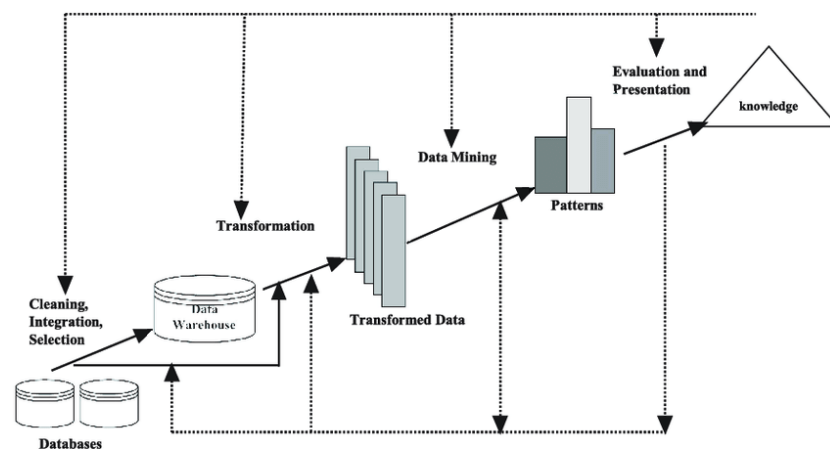 Evaluation and
Presentation
knowledge
Data Mining
Patterns
Transformation
Transformed Data
Cleaning,
Integration,
Selection
Data
Warehouse
Databases